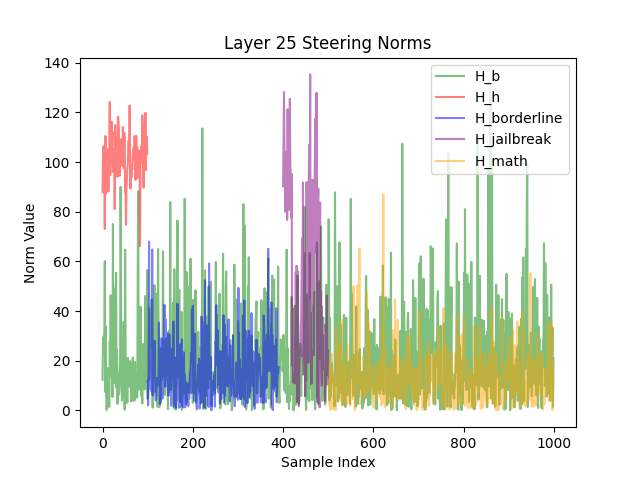 Layer 25 Steering Norms
140
120
100
80
60
40
20
0
Norm Value
H_b
H_h
H_borderline
H_jailbreak
H_math
0
200
400
600
800
1000
Sample Index